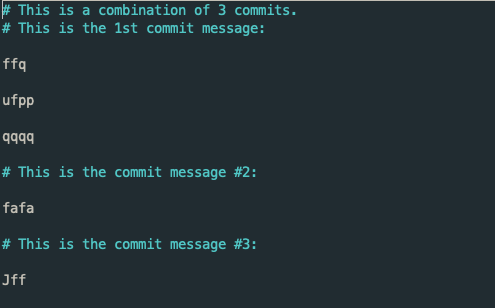 # This is a combination of 3 commits.
# This is the 1st commit message:
ffq
ufpp
qqqq
# This is the commit message #2:
fafa
# This is the commit message #3:
Jff